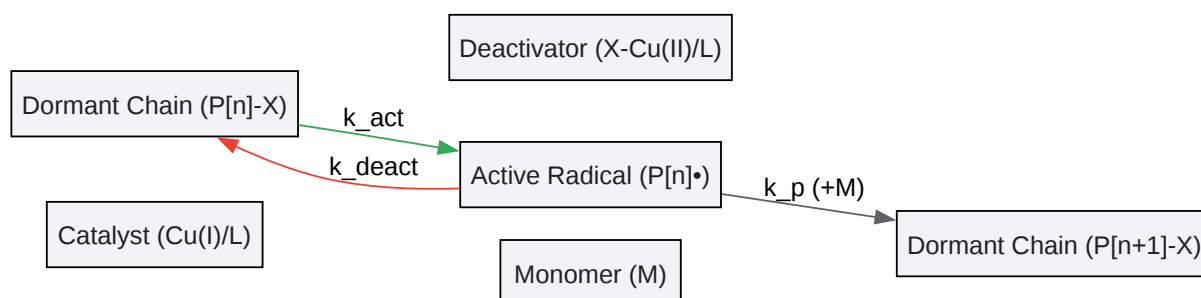 Deactivator (X-Cu(II)/L)
Dormant Chain (P[n]-X)
k_act
k_deact
Active Radical (P[n]•)
k_p (+M)
Catalyst (Cu(I)/L)
Dormant Chain (P[n+1]-X)
Monomer (M)